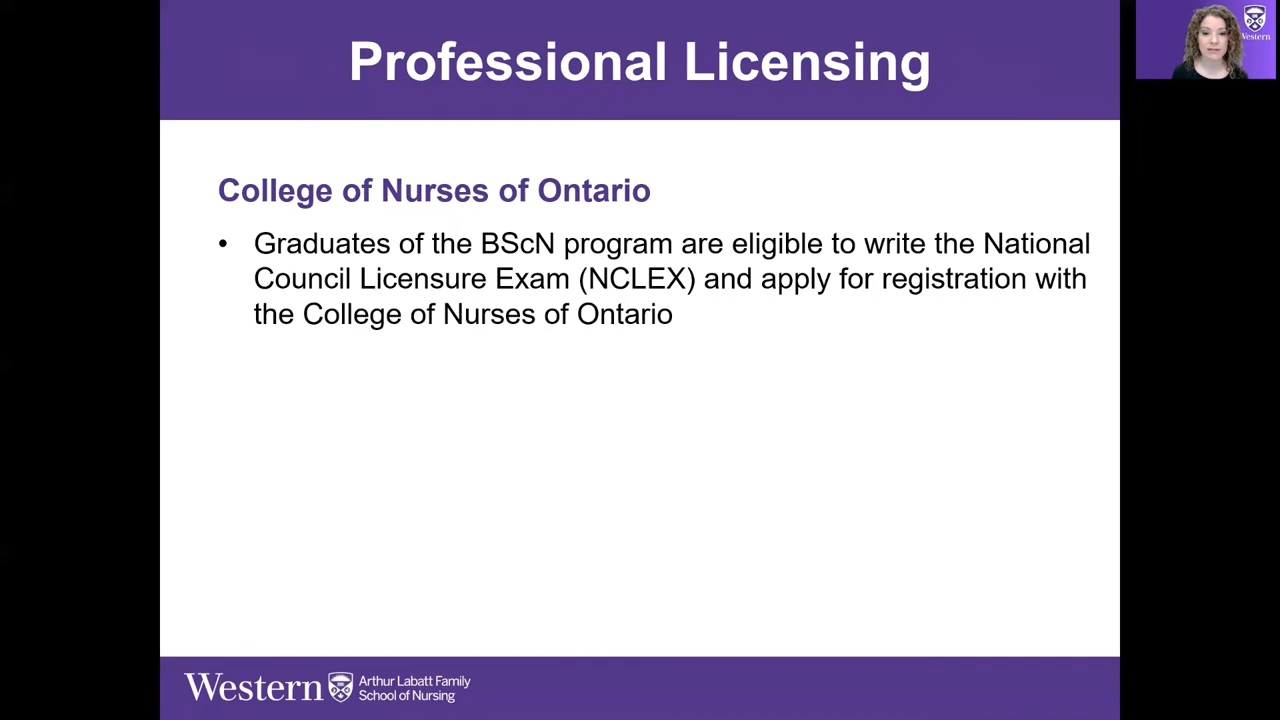 Professional Licensing
Western
College of Nurses of Ontario
• Graduates of the BScN program are eligible to write the National
Council Licensure Exam (NCLEX) and apply for registration with
the College of Nurses of Ontario
Western
Arthur Labatt Family
School of Nursing